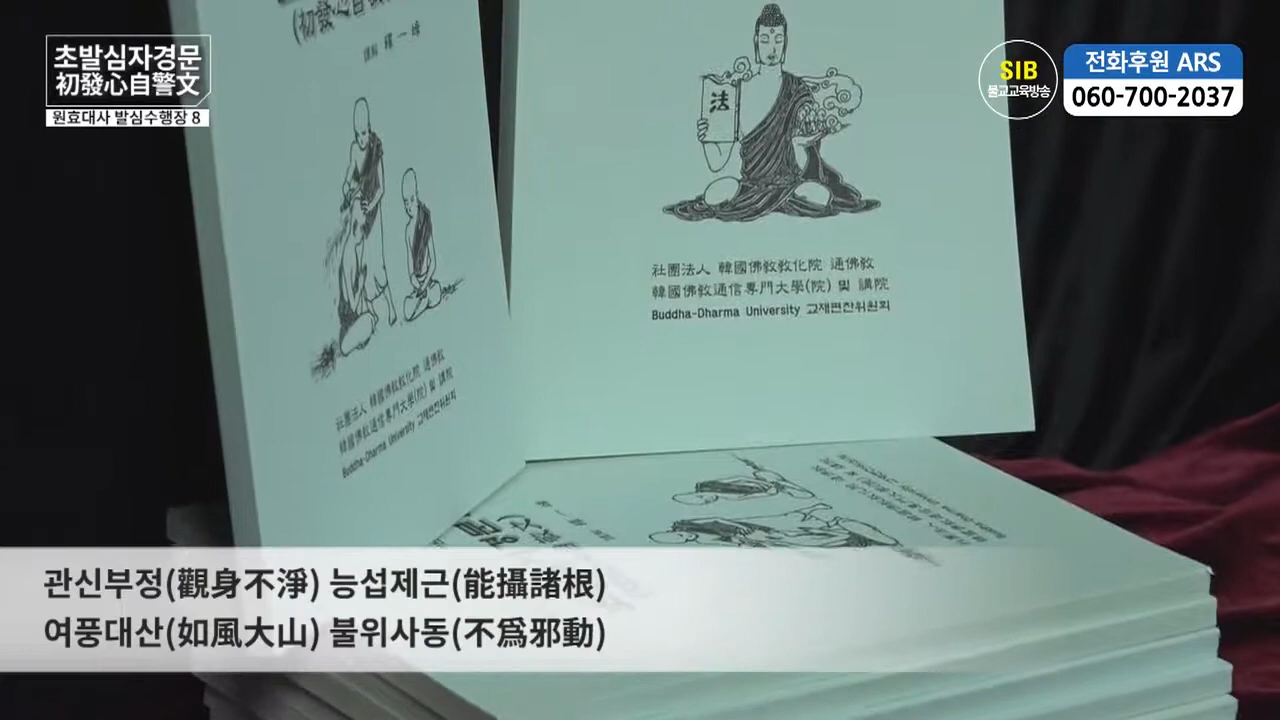 초발심자경문
初發心自警文
원효대사 발심수행장 8
SIB
불교교육방송
전화후원 ARS
060-700-2037
法
社團法人 韓國佛敎敎化院 通佛敎
韓國佛敎通信專門大學(院) 및 講院
Buddha-Dharma University 교재편찬위원회
社團法人 韓國佛敎敎化院 通佛敎
韓國佛敎通信專門大學(院) 및 講院
Buddha-Dharma University 교재편찬위원회
관신부정(觀身不淨) 능섭제근(能攝諸根)
여풍대산(如風大山) 불위사동(不爲邪動)